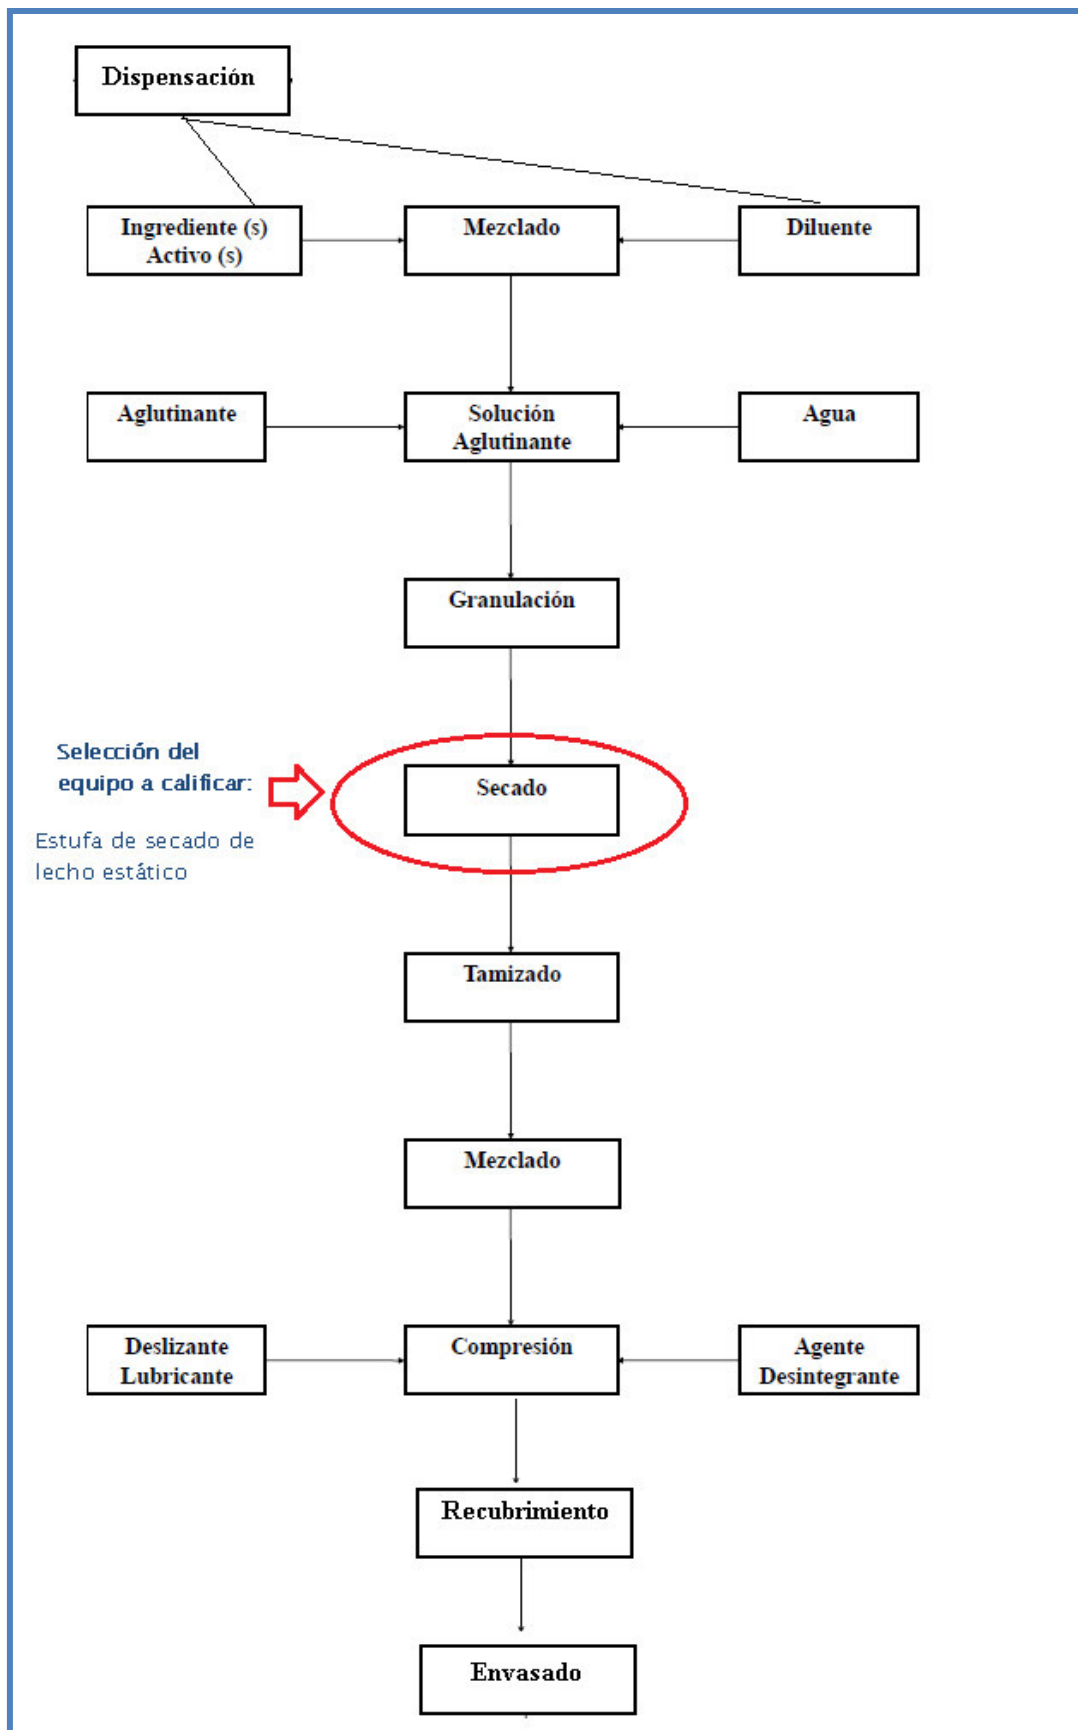 Dispensación
Ingrediente (s)
Activo (s)
Mezclado
Diluente
Aglutinante
Solución
Aglutinante
Agua
Granulación
Selección del
equipo a calificar:
Estufa de secado de
lecho estático
Secado
Tamizado
Mezclado
Deslizante
Lubricante
Compresión
Agente
Desintegrante
Recubrimiento
Envasado